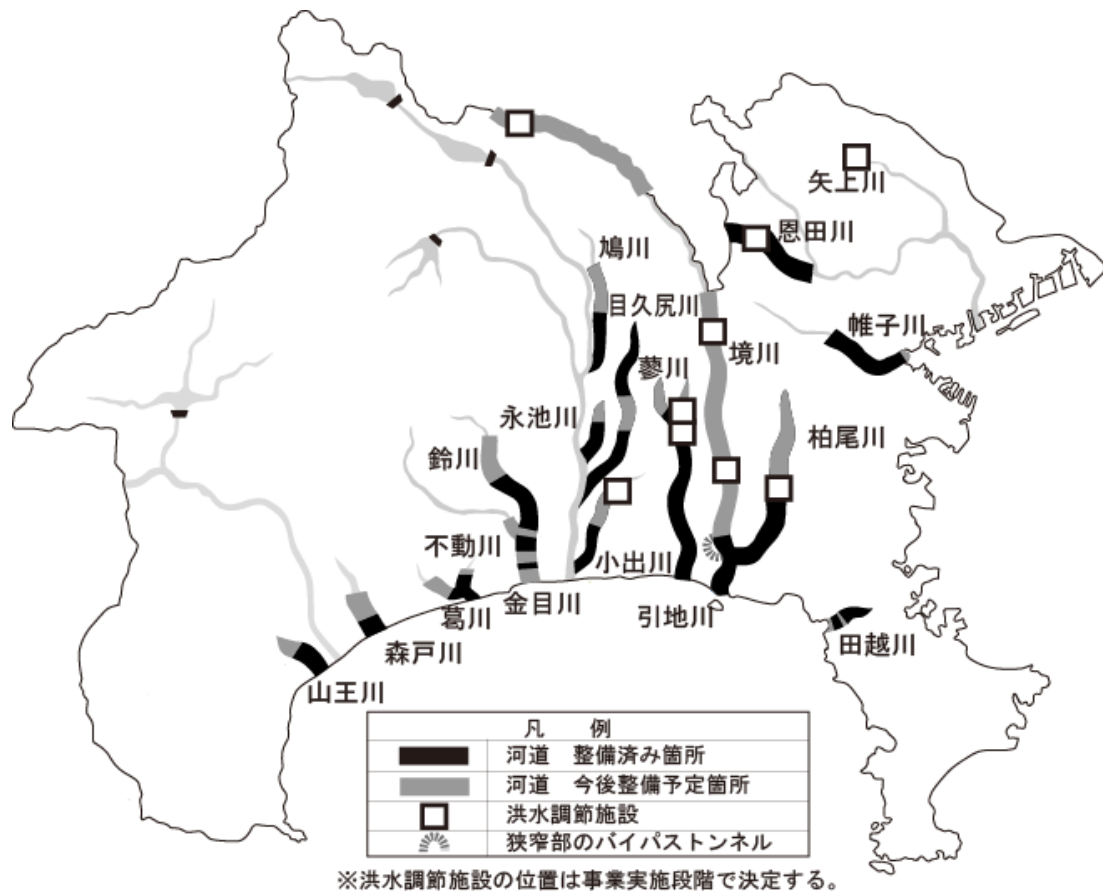 矢上川
恩田川
鳩川
目久尻川
帷子川
境川
蓼川
永池川
柏尾川
鈴川
不動川
小出川
葛川
金目川
引地川
田越川
森戸川
山王川
凡 例
河道 整備済み箇所
河道 今後整備予定箇所
洪水調節施設
狭窄部のバイパストンネル
※洪水調節施設の位置は事業実施段階で決定する。